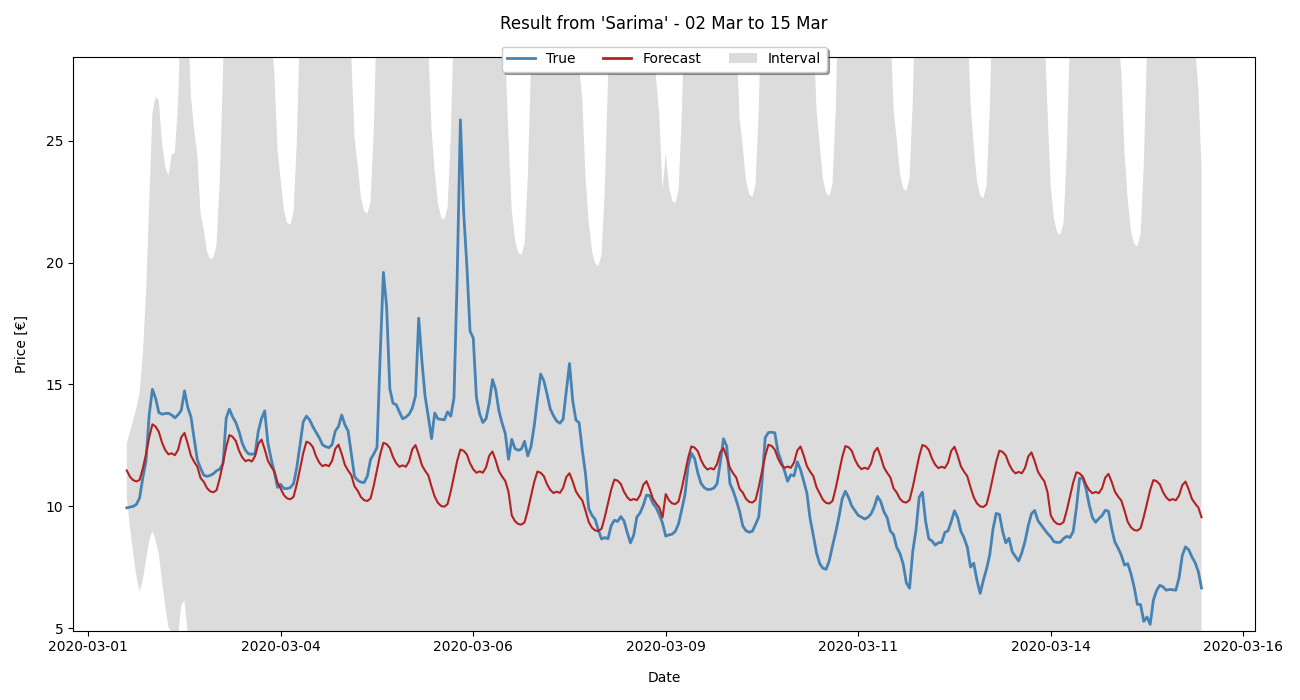 Result from 'Sarima' - 02 Mar to 15 Mar
True Forecast Interval
Price [€]
25
20
15
10
5
2020-03-01 2020-03-04 2020-03-06 2020-03-09 2020-03-11 2020-03-14 2020-03-16
Date